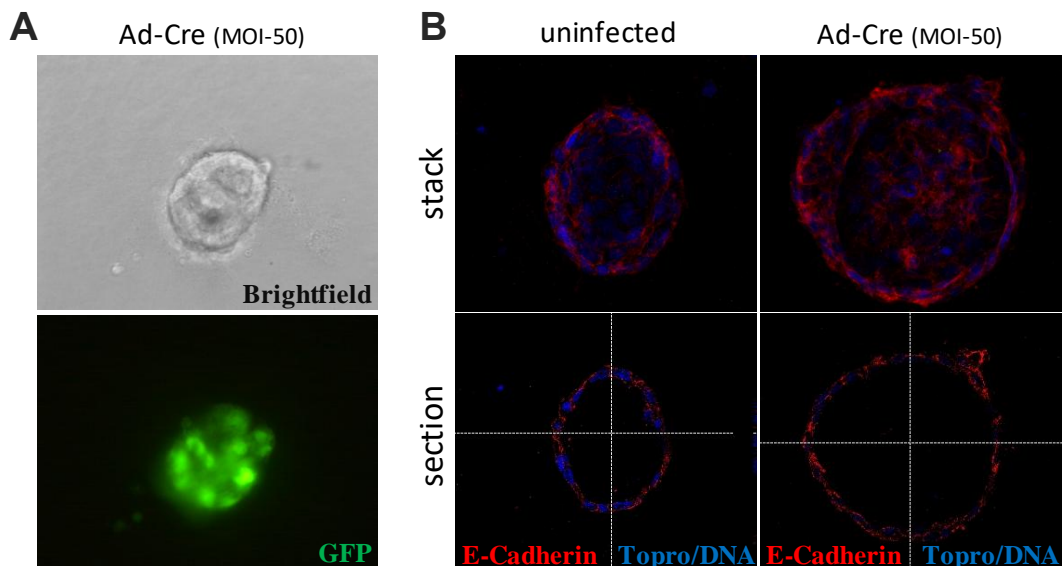 A
Ad-Cre (MOI-50)
Brightfield
GFP
B
uninfected
Ad-Cre (MOI-50)
stack
section
E-Cadherin Topro/DNA
E-Cadherin Topro/DNA